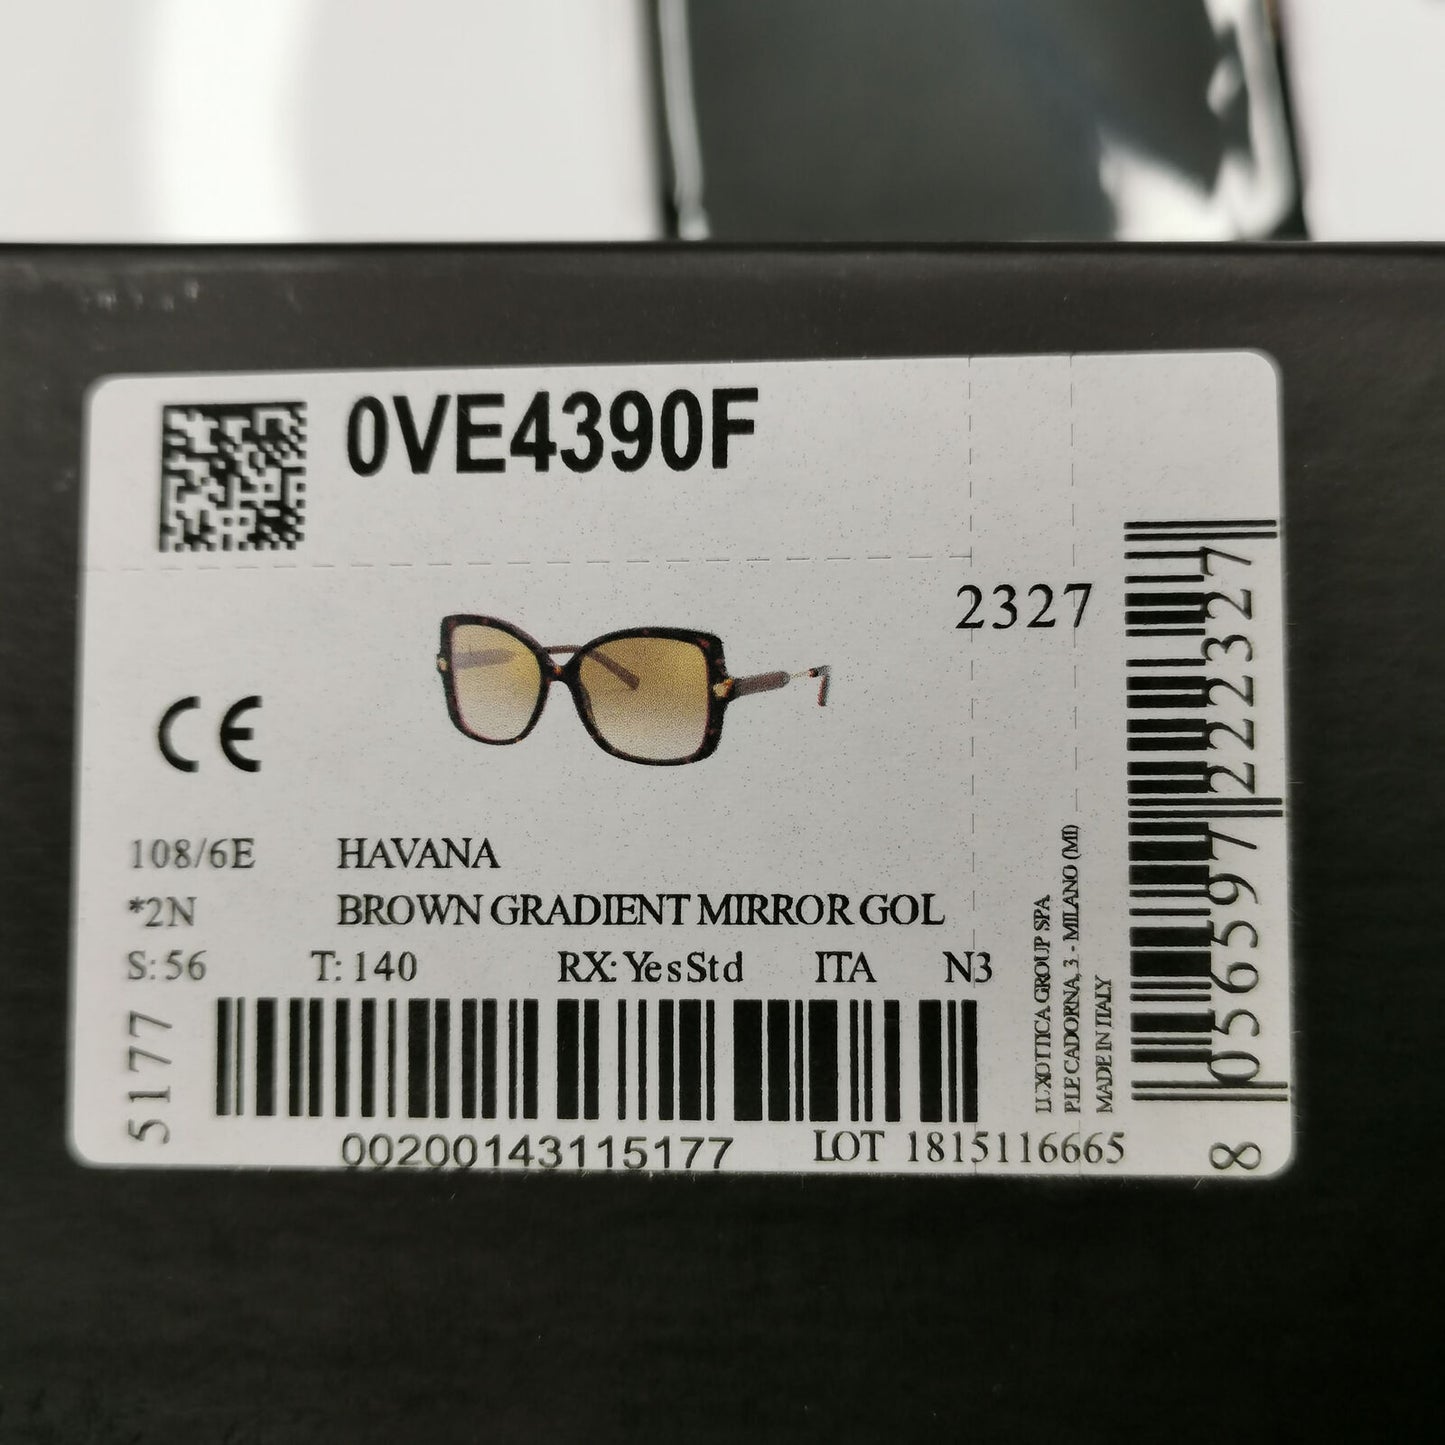 0VE4390F
2327
CE
108/6E HAVANA
*2N BROWN GRADIENT MIRROR GOL
S: 56 T: 140 RX: YesStd ITA N3
5177
00200143115177
LOT 1815116665
LUXOTTICA GROUP SPA
P.LE CADORNA, 3 - MILANO (MI)
MADE IN ITALY
8 056597 222327